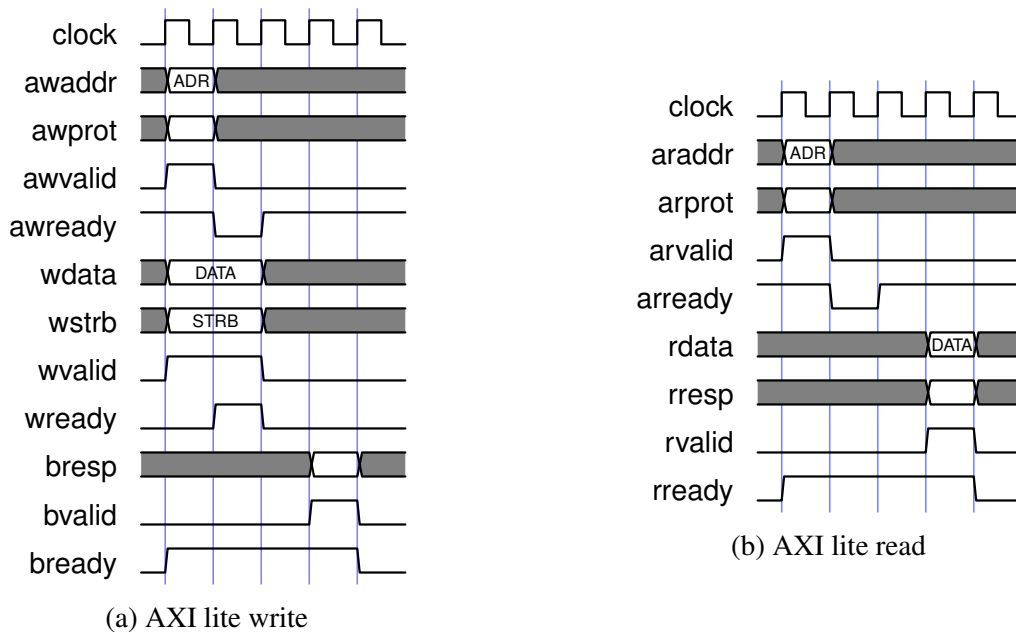 clock
awaddr ADR
awprot
awvalid
awready
wdata DATA
wstrb STRB
wvalid
wready
bresp
bvalid
bready
(a) AXI lite write
clock
araddr ADR
arprot
arvalid
arready
rdata DATA
rresp
rvalid
rready
(b) AXI lite read